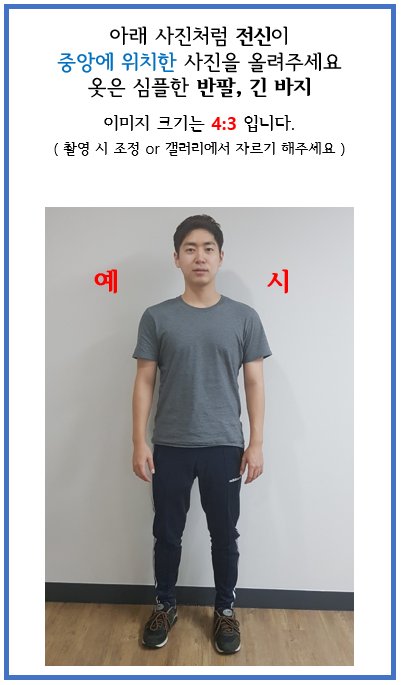 아래 사진처럼 전신이
중앙에 위치한 사진을 올려주세요
옷은 심플한 반팔, 긴 바지
이미지 크기는 4:3 입니다.
( 촬영 시 조정 or 갤러리에서 자르기 해주세요 )
예 시